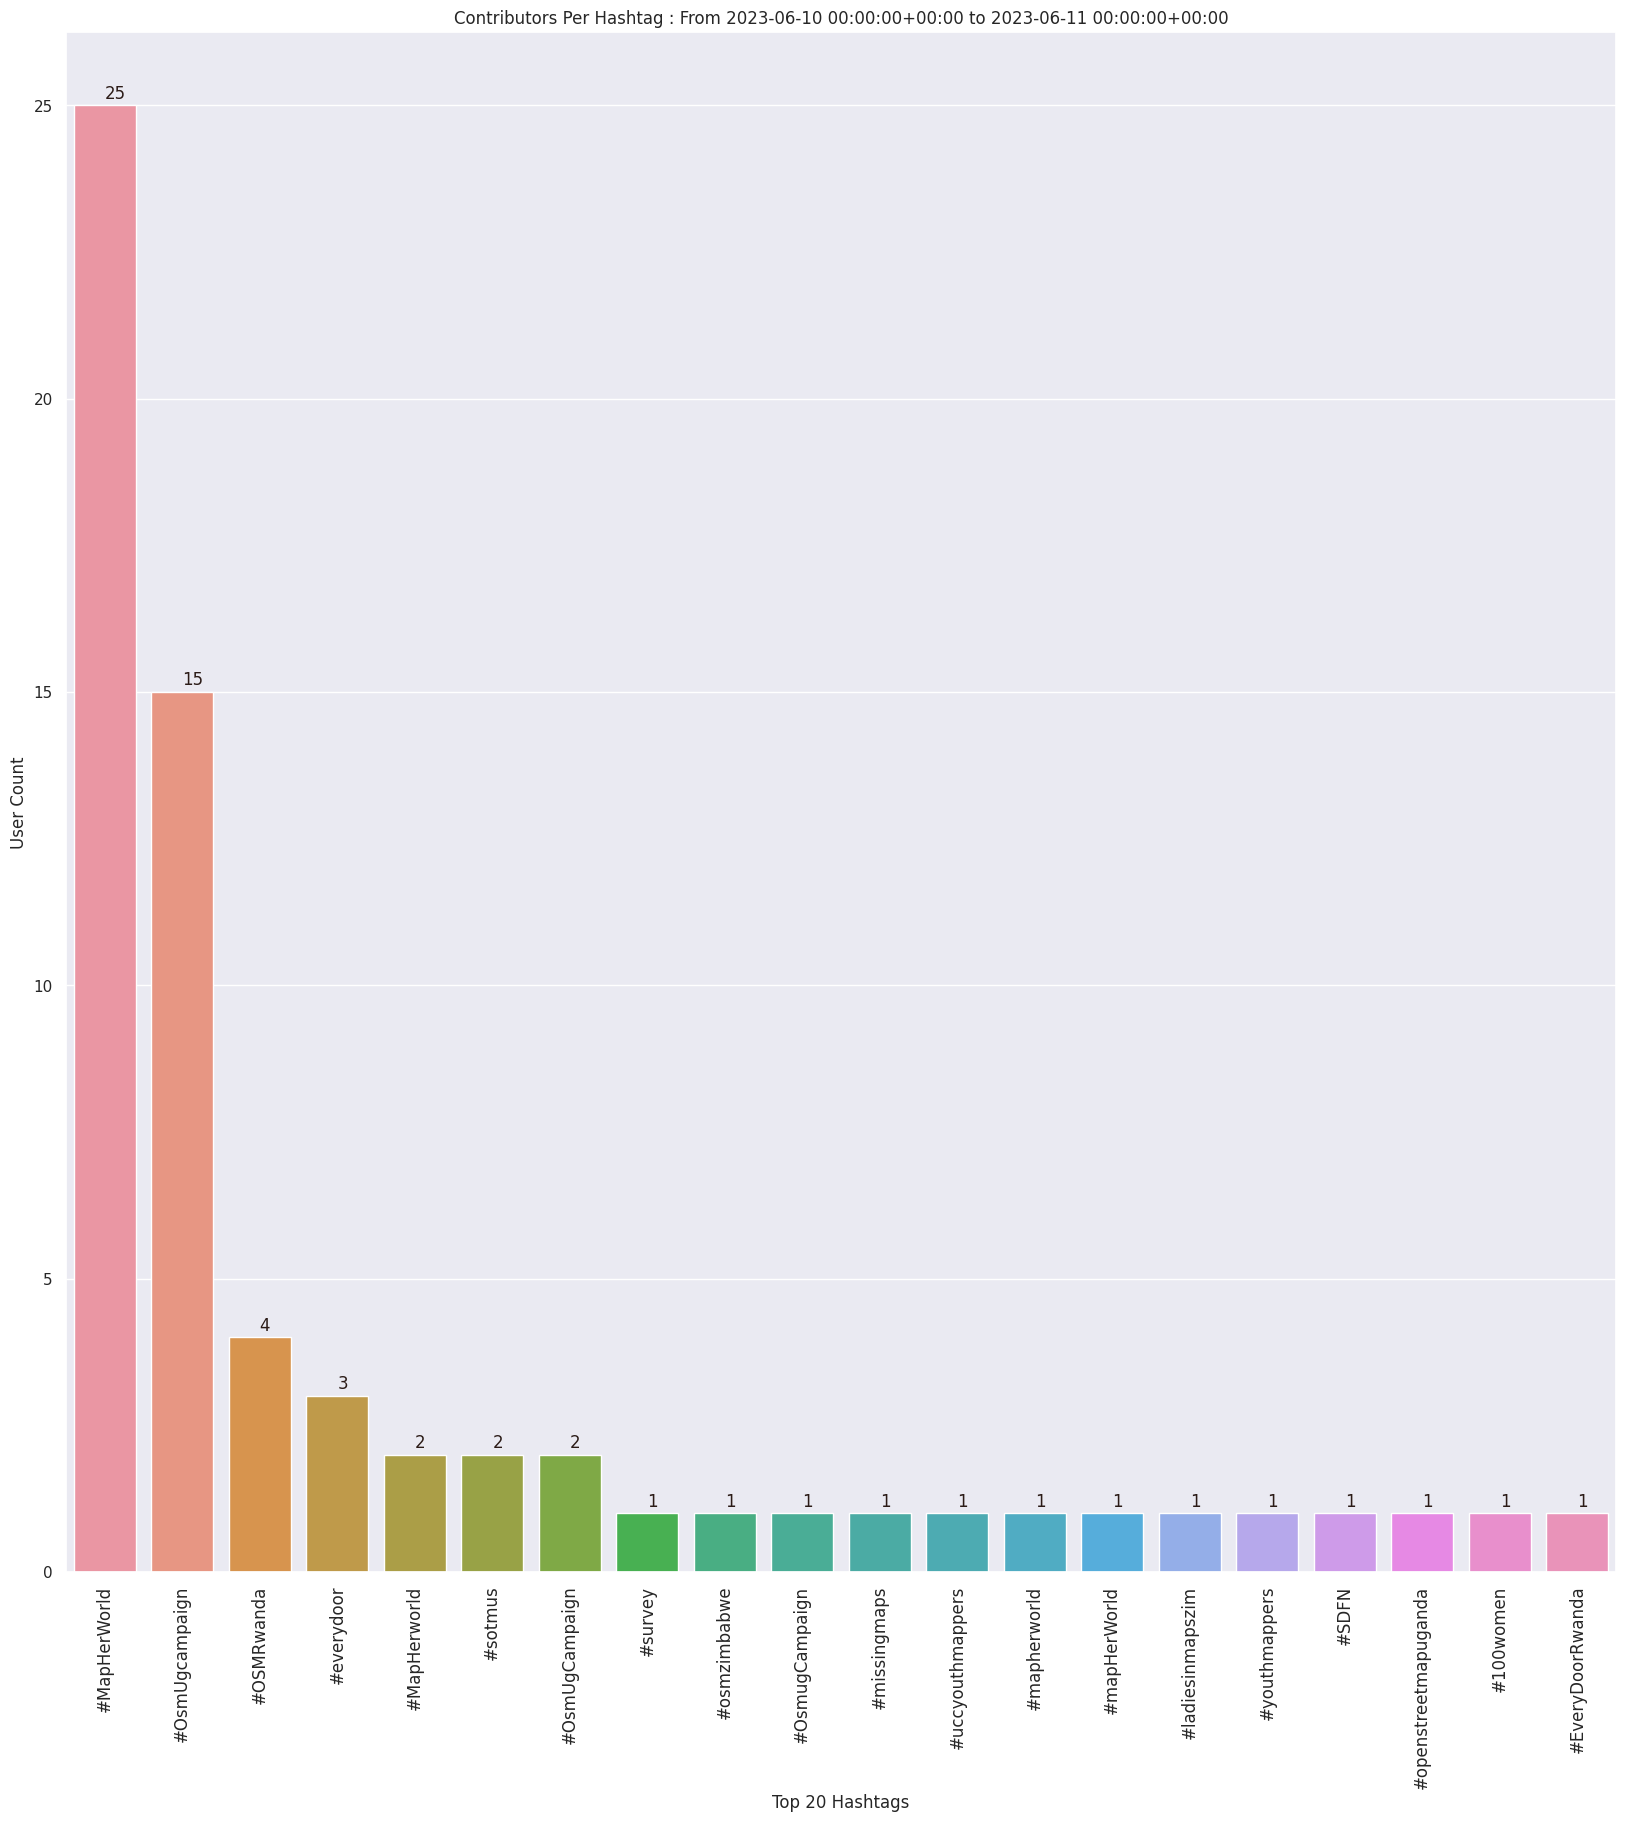 Contributors Per Hashtag : From 2023-06-10 00:00:00+00:00 to 2023-06-11 00:00:00+00:00
User Count
25
20
15
10
5
0
25
15
4
3
2
2
2
1
1
1
1
1
1
1
1
1
1
1
1
1
#MapHerWorld
#OsmUgcampaign
#OSMRwanda
#everydoor
#MapHerworld
#sotmus
#OsmUgCampaign
#survey
#osmzimbabwe
#OsmugCampaign
#missingmaps
#uccyouthmappers
#mapherworld
#mapHerWorld
#ladiesinmapszim
#youthmappers
#SDFN
#openstreetmapuganda
#100women
#EveryDoorRwanda
Top 20 Hashtags